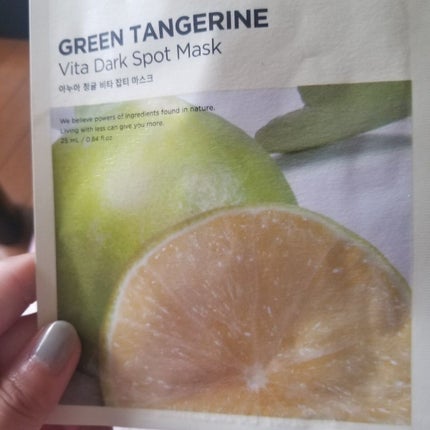 GREEN TANGERINE
Vita Dark Spot Mask
아누아 청귤 비타 잡티 마스크
We believe powers of ingredients found in nature.
Living with less can give you more.
25 mL / 0.84 fl.oz